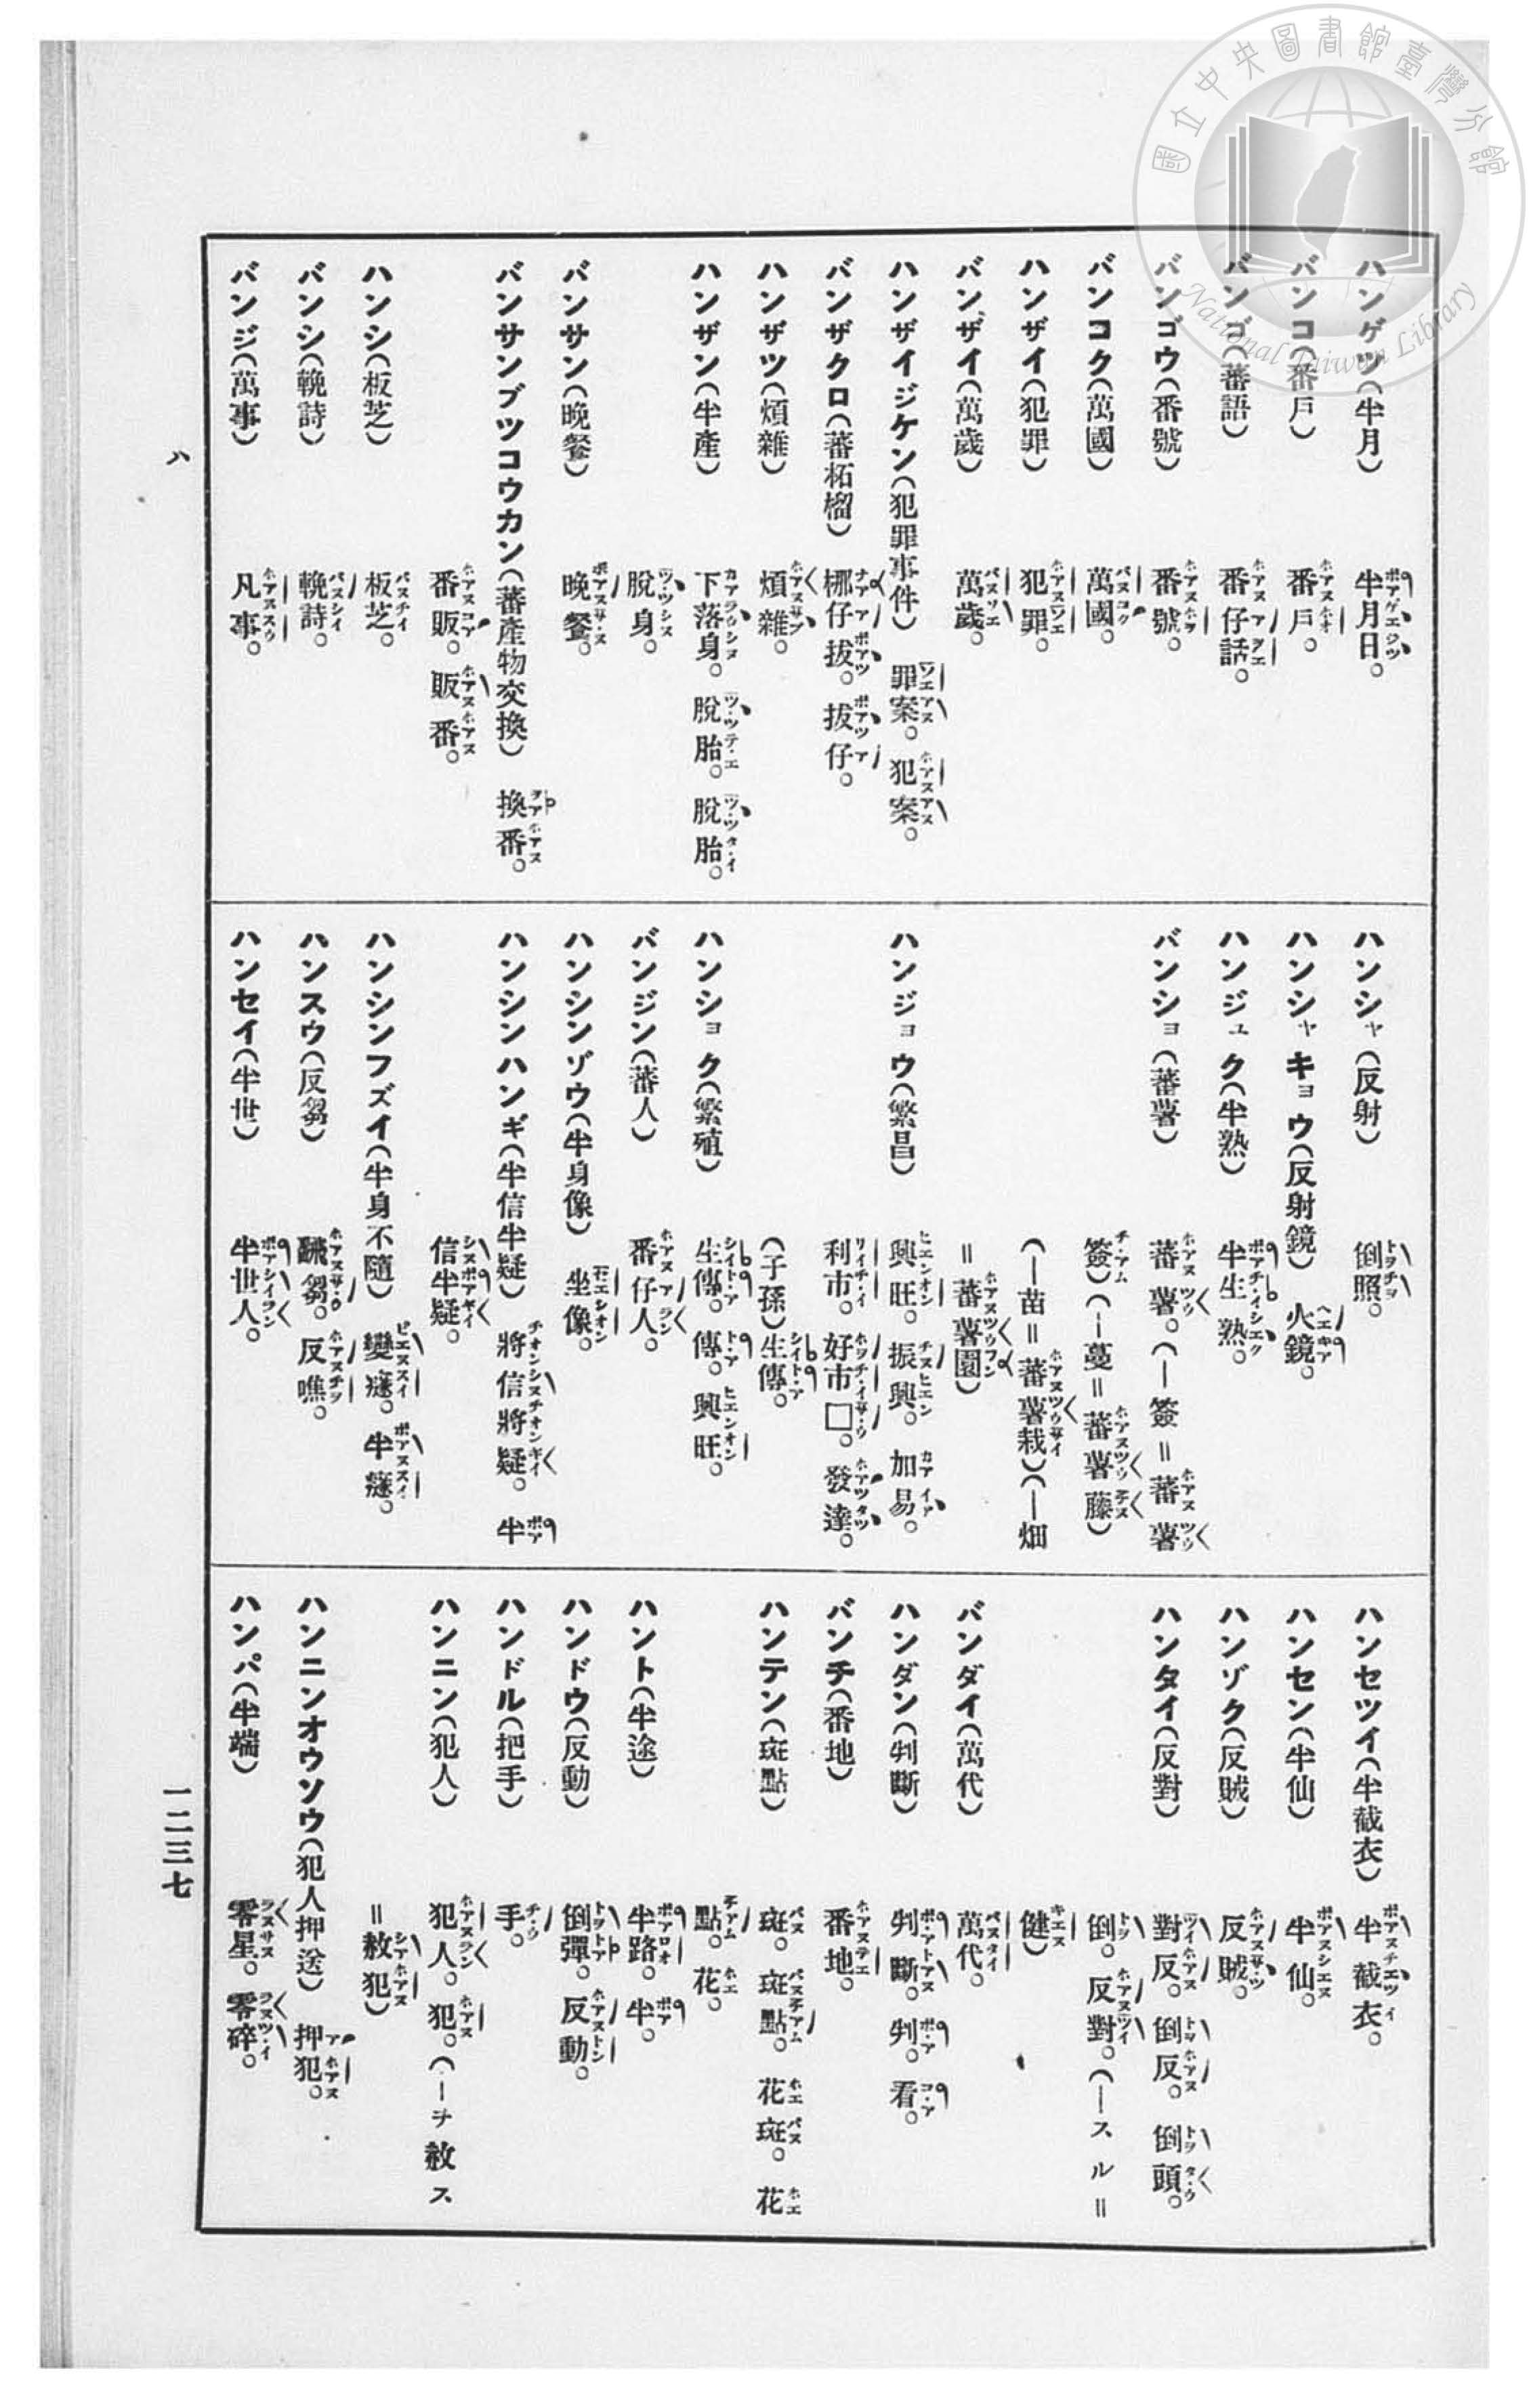 ハンゲツ(半月) 半月日。
バンコ(番戶) 番戶。
バンゴ(蕃語) 番仔話。
バンゴウ(番號) 番號。
バンコク(萬國) 萬國。
ハンザイ(犯罪) 犯罪。
バンザイ(萬歲) 萬歲。
ハンザイジケン(犯罪事件) 罪案。犯案。
バンザクロ(蕃柘榴) 梛仔拔。拔仔。
ハンザツ(煩雜) 煩雜。
ハンザン(半產) 下落身。脫胎。脫胎。
脫身。
バンサン(晚餐) 晚餐。
バンサンブツコウカン(蕃產物交換) 換番。
番販。販番。
ハンシ(板芝) 板芝。
バンシ(輓詩) 輓詩。
バンジ(萬事) 凡事。
ハンシャ(反射) 倒照。
ハンシャキョウ(反射鏡) 火鏡。
ハンジュク(半熟) 半生熟。
バンショ(蕃薯) 蕃薯。(―簽=蕃薯
簽)(―蔓=蕃薯藤)
(―苗=蕃薯栽)(―畑
=蕃薯園)
ハンジョウ(繁昌) 興旺。振興。加易。
利市。好市□。發達。
(子孫)生傳。
ハンショク(繁殖) 生傳。傳。興旺。
バンジン(蕃人) 番仔人。
ハンシンゾウ(半身像) 坐像。
ハンシンハンギ(半信半疑) 將信將疑。半
信半疑。
ハンシンフズイ(半身不隨) 變癱。半癱。
ハンスウ(反芻) 蹺芻。反噍。
ハンセイ(半世) 半世人。
ハンセツイ(半截衣) 半截衣。
ハンセン(半仙) 半仙。
ハンゾク(反賊) 反賊。
ハンタイ(反對) 對反。倒反。倒頭。
倒。反對。(―スル=
健)
バンダイ(萬代) 萬代。
ハンダン(判斷) 判斷。判。看。
バンチ(番地) 番地。
ハンテン(斑點) 斑。斑點。花斑。花
點。花。
ハント(半途) 半路。半。
ハンドウ(反動) 倒彈。反動。
ハンドル(把手) 手。
ハンニン(犯人) 犯人。犯。(―ヲ赦ス
=赦犯)
ハンニンオウソウ(犯人押送) 押犯。
ハンパ(半端) 零星。零碎。
ハ
一二三七
國立中央圖書館臺灣分館
National Taiwan Library